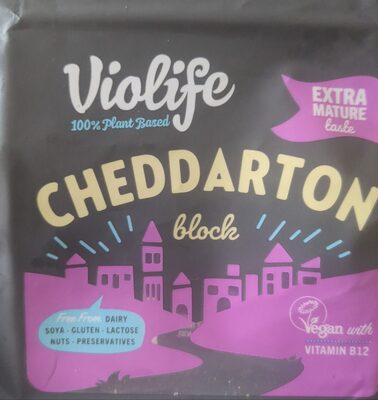 Violife
100% Plant Based
EXTRA
MATURE
taste
CHEDDARTON
block
Free From DAIRY
SOYA - GLUTEN - LACTOSE
NUTS - PRESERVATIVES
Vegan with
VITAMIN B12